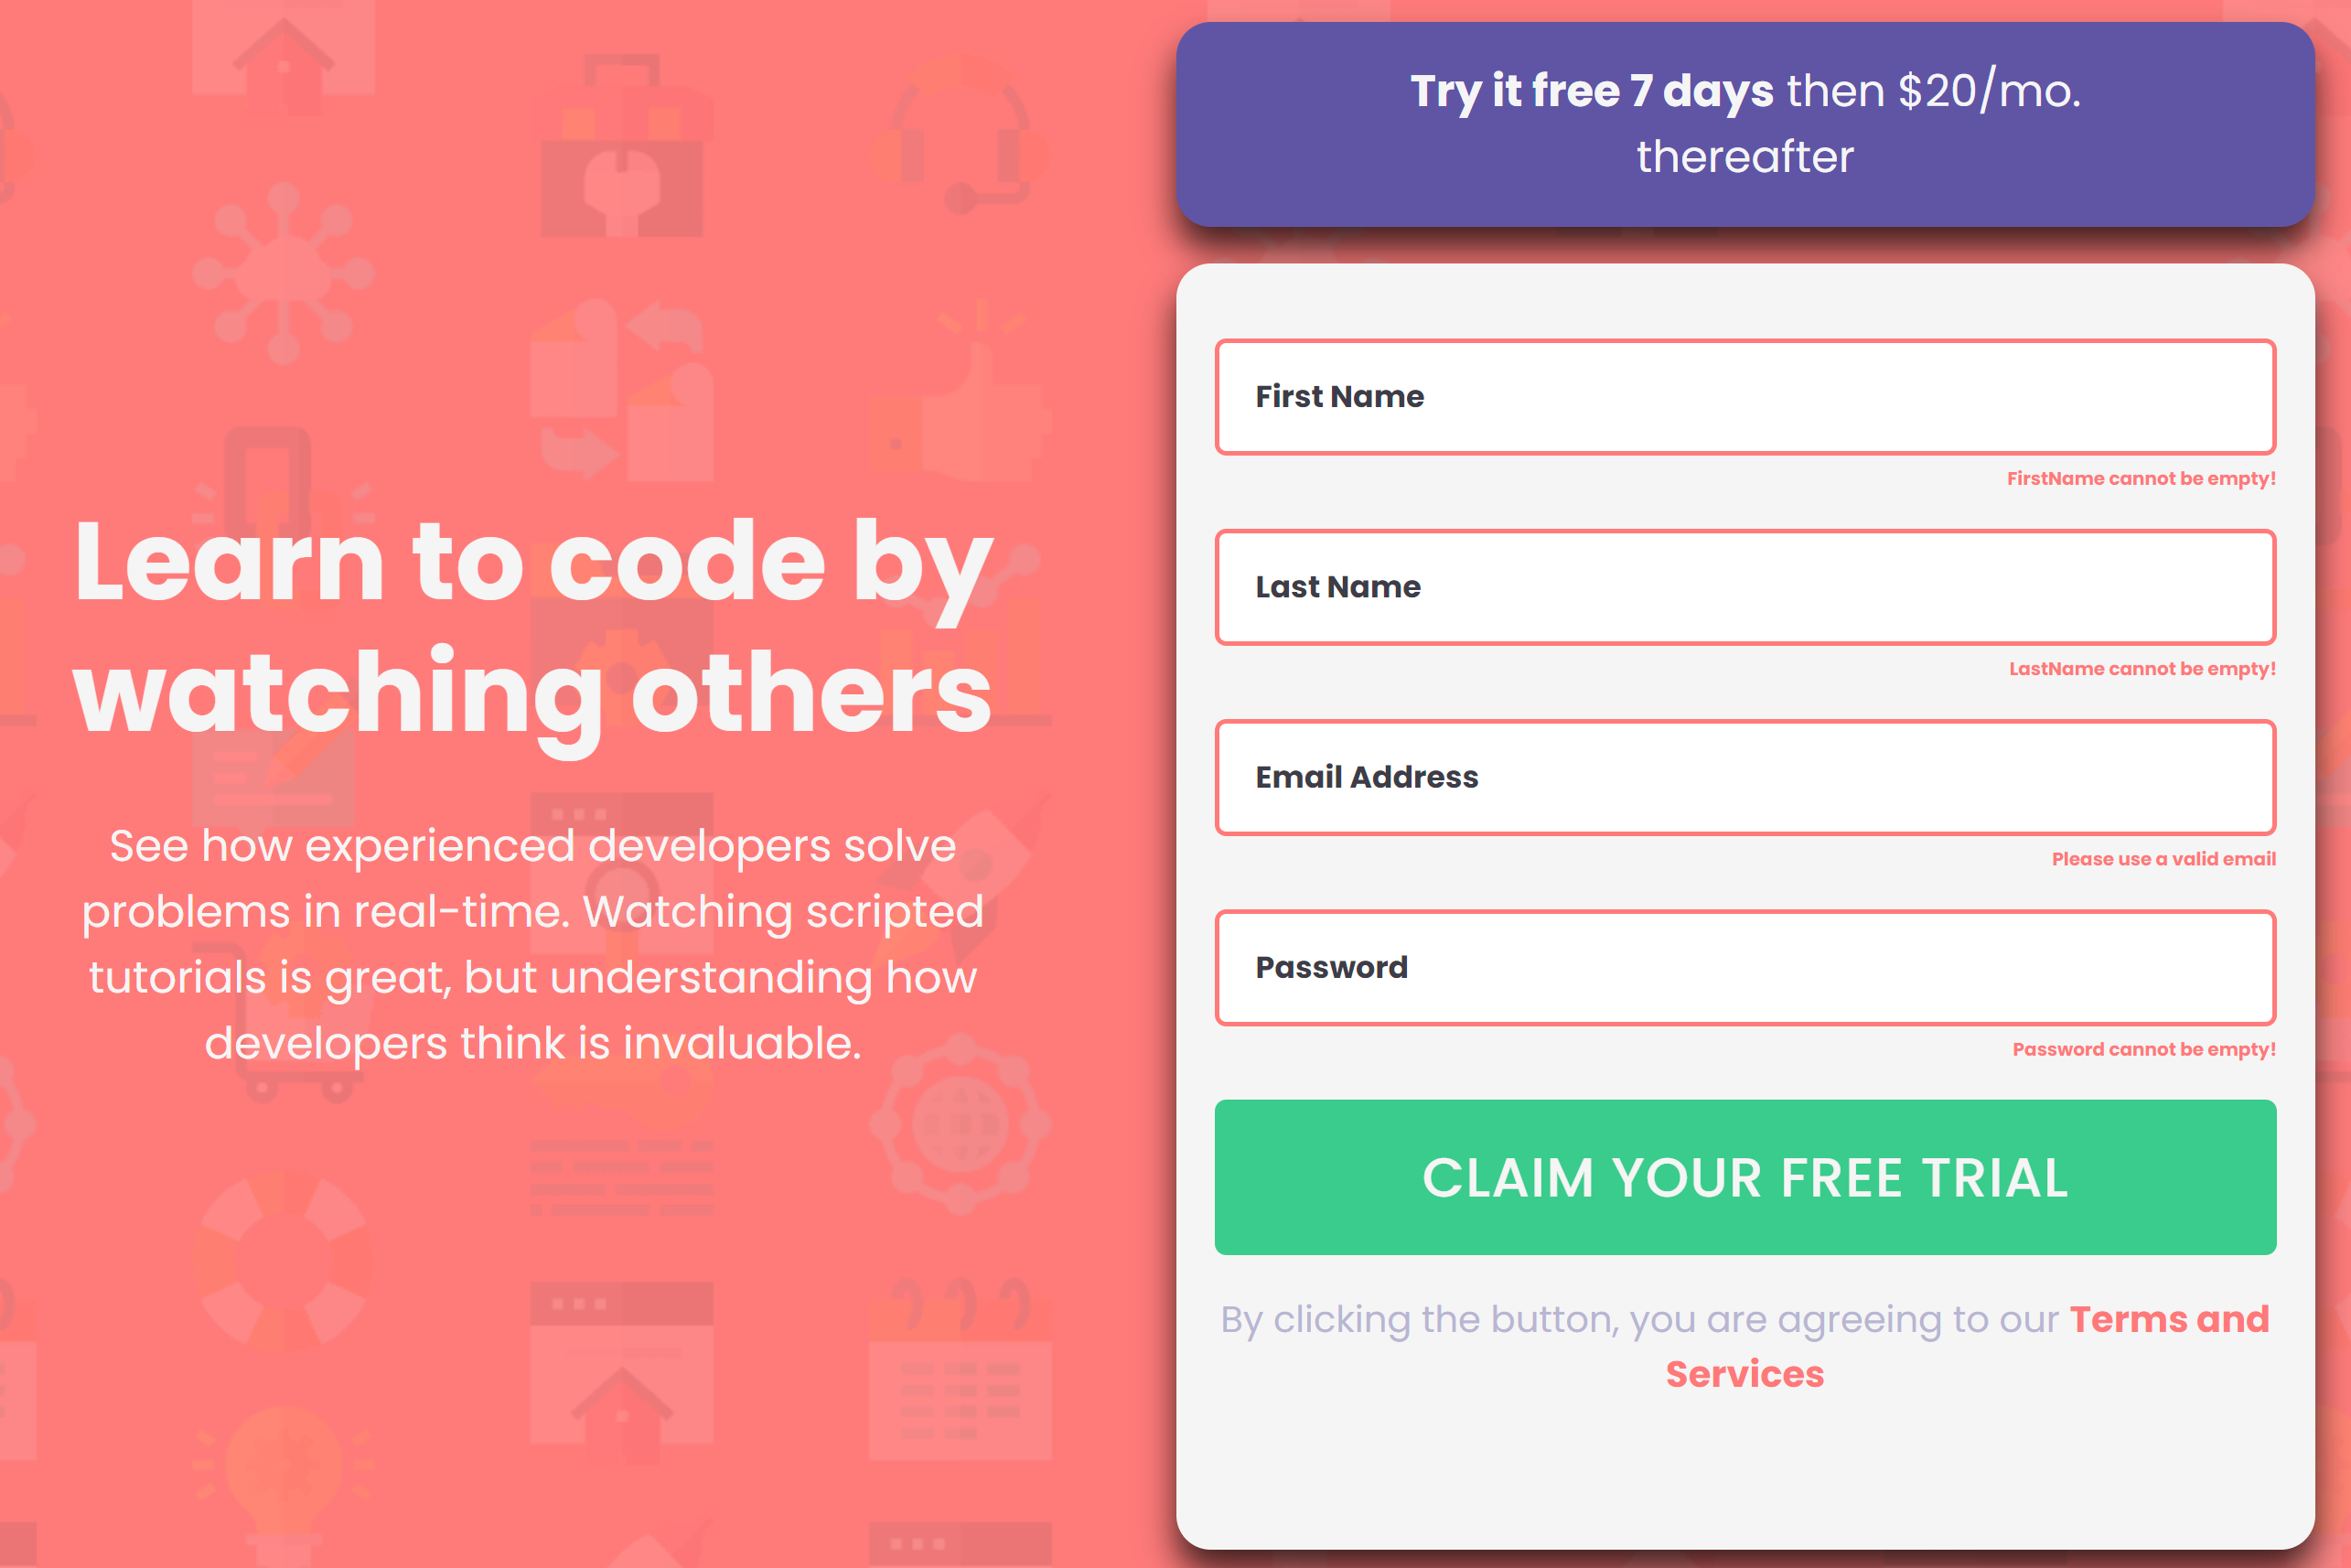 Learn to code by
watching others
See how experienced developers solve
problems in real-time. Watching scripted
tutorials is great, but understanding how
developers think is invaluable.
Try it free 7 days then $20/mo.
thereafter
First Name
FirstName cannot be empty!
Last Name
LastName cannot be empty!
Email Address
Please use a valid email
Password
Password cannot be empty!
CLAIM YOUR FREE TRIAL
By clicking the button, you are agreeing to our Terms and
Services